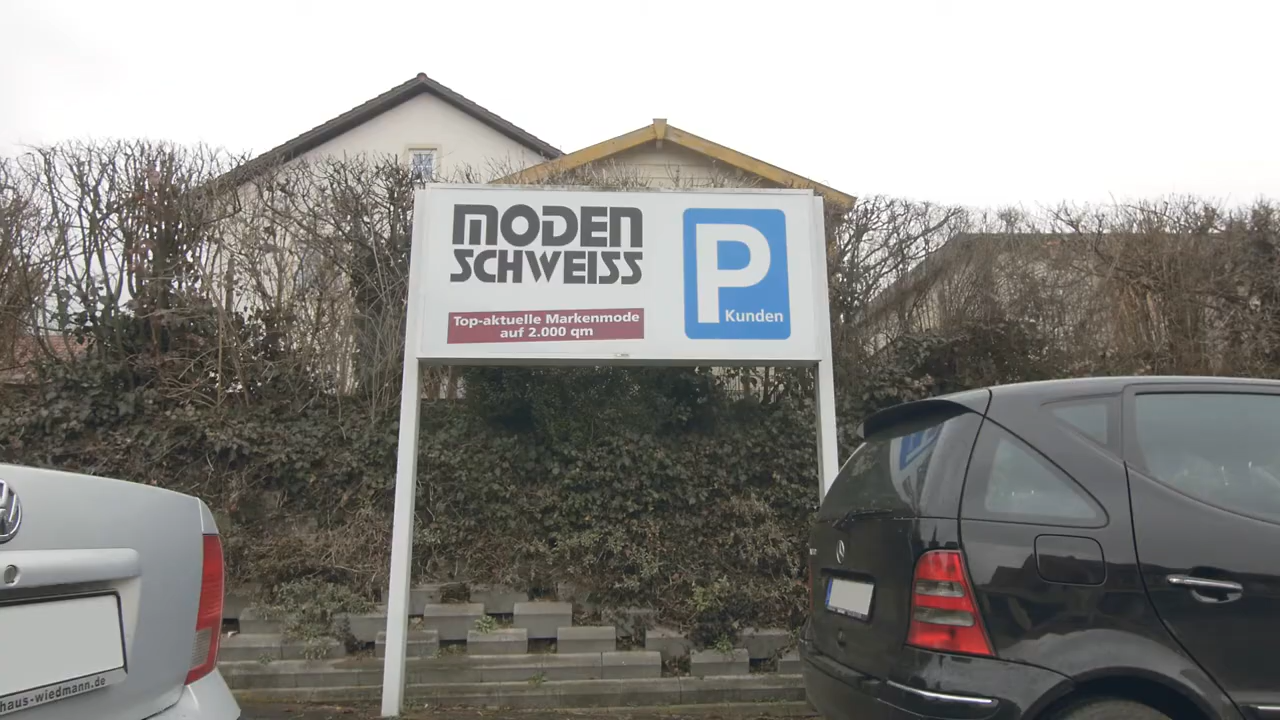 MODEN
SCHWEISS
Top-aktuelle Markenmode
auf 2.000 qm
P
Kunden
haus-wiedmann.de